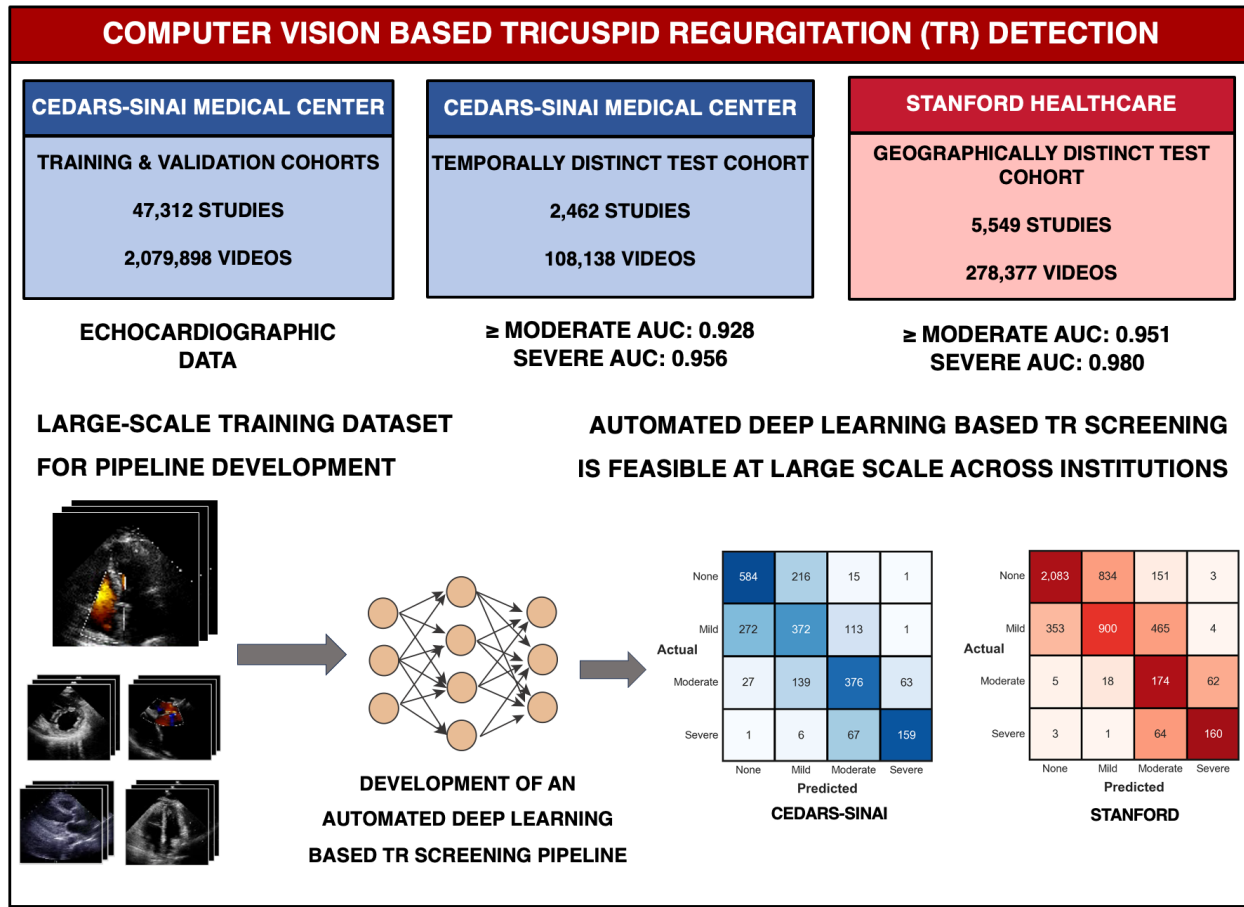 COMPUTER VISION BASED TRICUSPID REGURGITATION (TR) DETECTION
CEDARS-SINAI MEDICAL CENTER
TRAINING & VALIDATION COHORTS
47,312 STUDIES
2,079,898 VIDEOS
CEDARS-SINAI MEDICAL CENTER
TEMPORALLY DISTINCT TEST COHORT
2,462 STUDIES
108,138 VIDEOS
STANFORD HEALTHCARE
GEOGRAPHICALLY DISTINCT TEST
COHORT
5,549 STUDIES
278,377 VIDEOS
ECHOCARDIOGRAPHIC
DATA
≥ MODERATE AUC: 0.928
SEVERE AUC: 0.956
≥ MODERATE AUC: 0.951
SEVERE AUC: 0.980
LARGE-SCALE TRAINING DATASET
FOR PIPELINE DEVELOPMENT
AUTOMATED DEEP LEARNING BASED TR SCREENING
IS FEASIBLE AT LARGE SCALE ACROSS INSTITUTIONS
DEVELOPMENT OF AN
AUTOMATED DEEP LEARNING
BASED TR SCREENING PIPELINE
None 584 216 15 1
Mild 272 372 113 1
Actual
Moderate 27 139 376 63
Severe 1 6 67 159
None Mild Moderate Severe
Predicted
CEDARS-SINAI
None 2,083 834 151 3
Mild 353 900 465 4
Actual
Moderate 5 18 174 62
Severe 3 1 64 160
None Mild Moderate Severe
Predicted
STANFORD